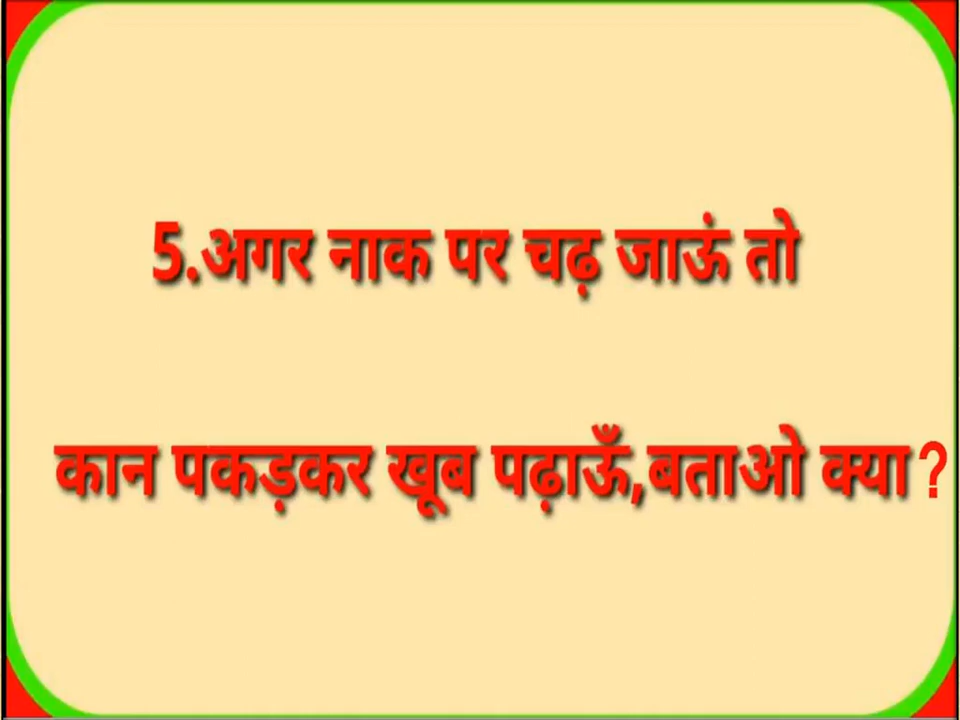 5.अगर नाक पर चढ़ जाऊं तो
कान पकड़कर खूब पढ़ाऊँ,बताओ क्या?